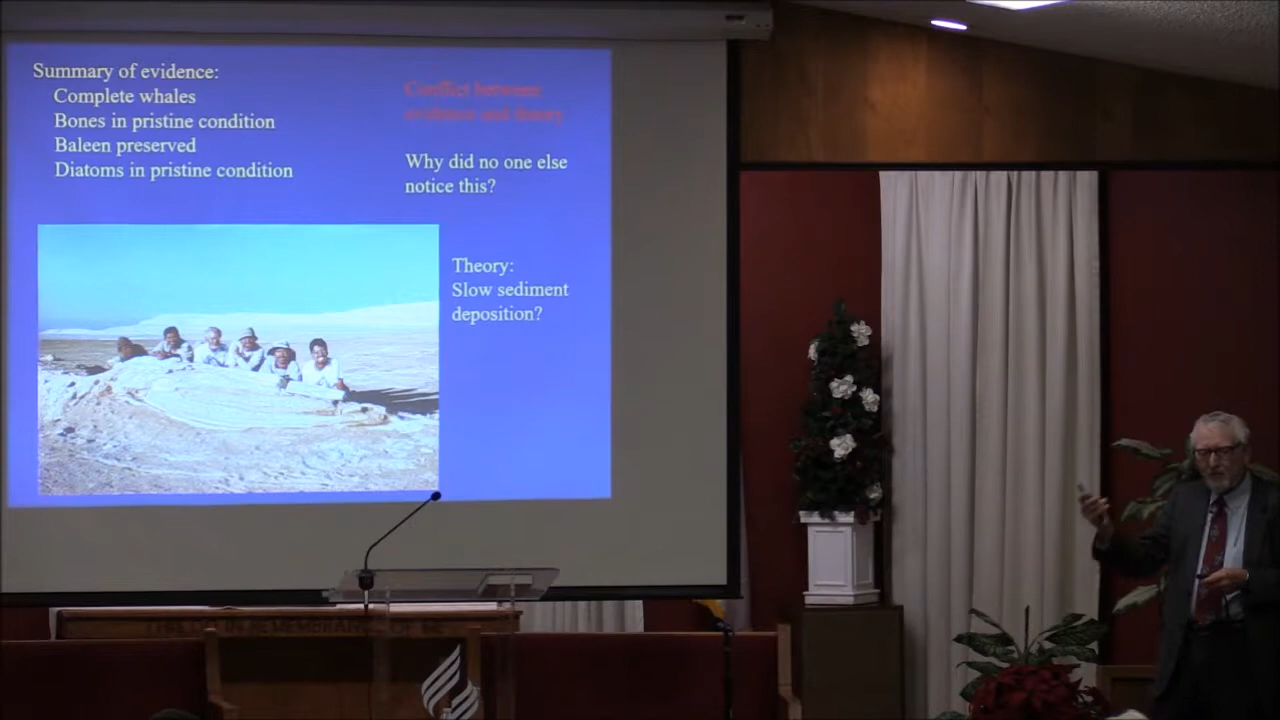 Summary of evidence:
Complete whales
Bones in pristine condition
Baleen preserved
Diatoms in pristine condition
Conflict between
evidence and theory
Why did no one else
notice this?
Theory:
Slow sediment
deposition?